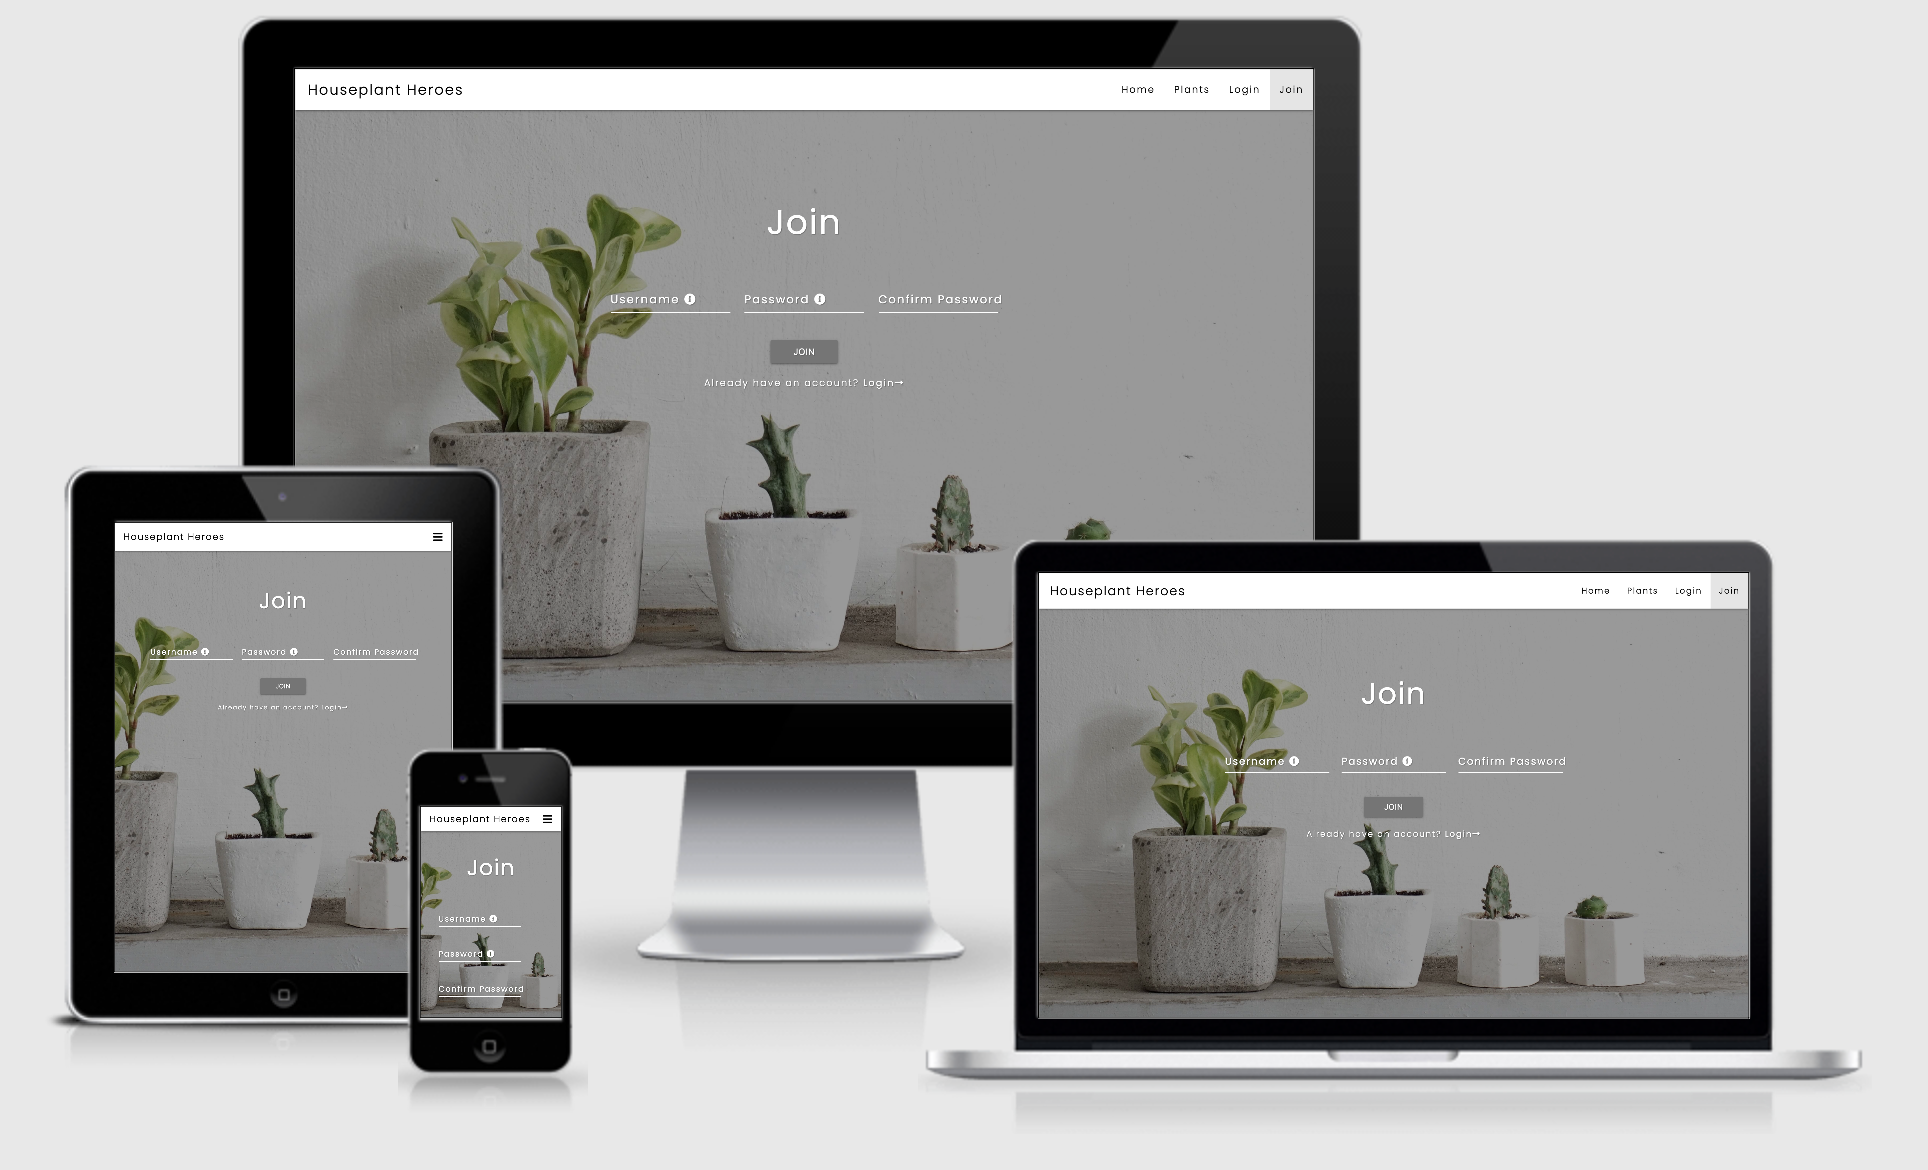 Houseplant Heroes Home Plants Login Join
Join
Username Password Confirm Password
JOIN
Already have an account? Login→
Houseplant Heroes
Join
Username Password Confirm Password
JOIN
Already have an account? Login→
Houseplant Heroes
Join
Username
Password
Confirm Password
Houseplant Heroes Home Plants Login Join
Join
Username Password Confirm Password
JOIN
Already have an account? Login→